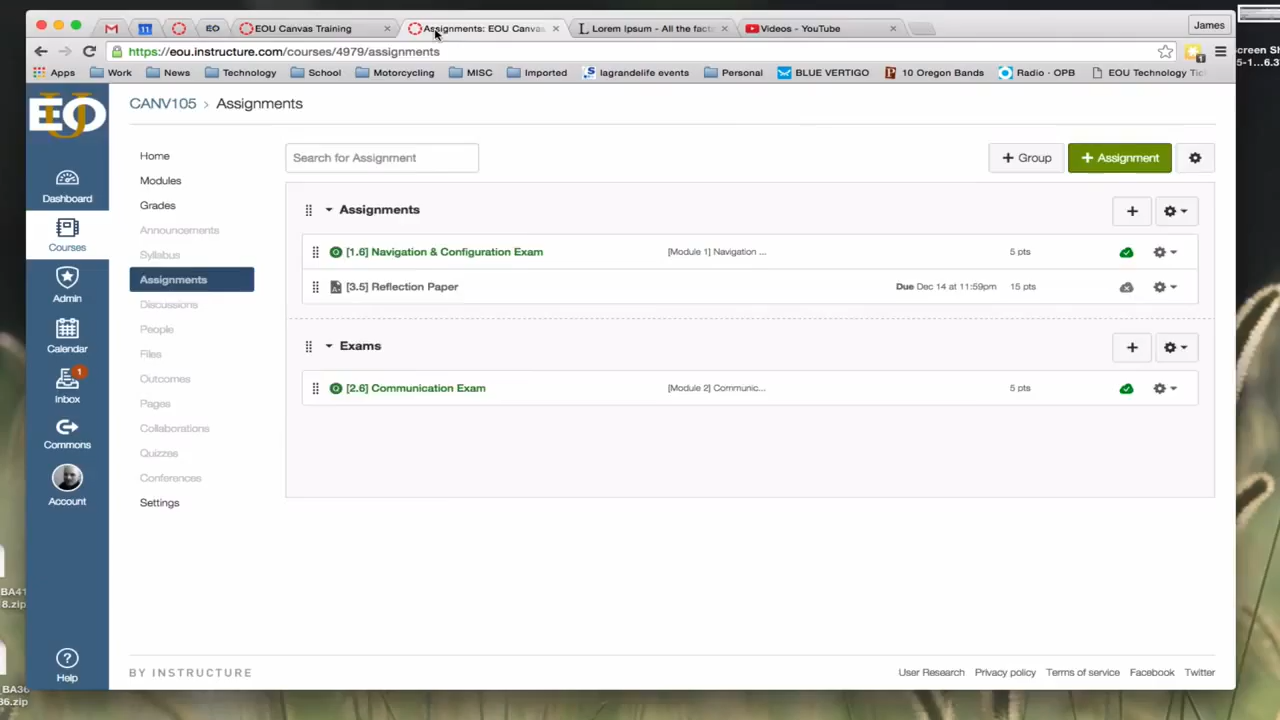 EOU Canvas Training
Assignments: EOU Canva
Lorem Ipsum - All the fact
Videos - YouTube
James
11
EO
https://eou.instructure.com/courses/4979/assignments
1
Apps
Work
News
Technology
School
Motorcycling
MISC
Imported
lagrandelife events
Personal
BLUE VERTIGO
10 Oregon Bands
Radio · OPB
EOU Technology Tic
creen Sh
5-1...6.3
EOU
CANV105 > Assignments
Dashboard
Courses
Admin
Calendar
1
Inbox
Commons
Account
?
Help
Home
Modules
Grades
Announcements
Syllabus
Assignments
Discussions
People
Files
Outcomes
Pages
Collaborations
Quizzes
Conferences
Settings
Search for Assignment
+ Group
+ Assignment
Assignments
[1.6] Navigation & Configuration Exam
[Module 1] Navigation ...
5 pts
[3.5] Reflection Paper
Due Dec 14 at 11:59pm
15 pts
Exams
[2.6] Communication Exam
[Module 2] Communic...
5 pts
BY INSTRUCTURE
User Research
Privacy policy
Terms of service
Facebook
Twitter
BA41
8.zip
BA36
36.zip